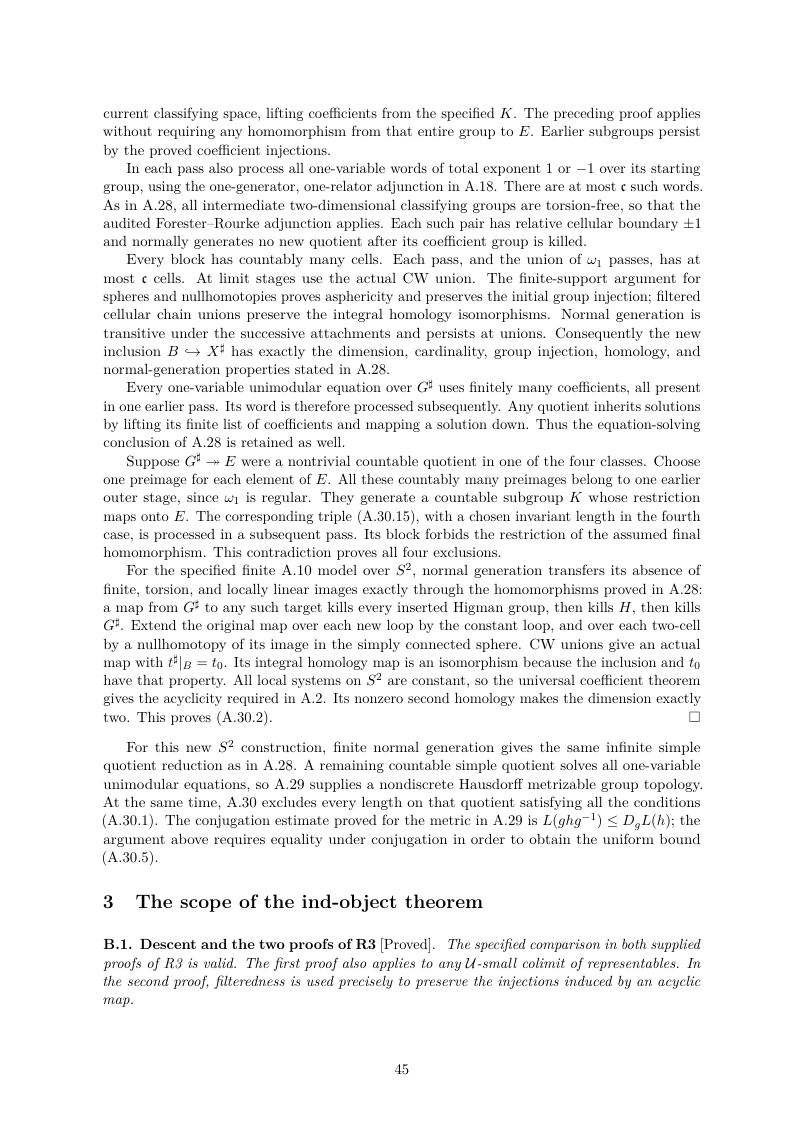 current classifying space, lifting coefficients from the specified K. The preceding proof applies
without requiring any homomorphism from that entire group to E. Earlier subgroups persist
by the proved coefficient injections.
In each pass also process all one-variable words of total exponent 1 or −1 over its starting
group, using the one-generator, one-relator adjunction in A.18. There are at most 𝔠 such words.
As in A.28, all intermediate two-dimensional classifying groups are torsion-free, so that the
audited Forester–Rourke adjunction applies. Each such pair has relative cellular boundary ±1
and normally generates no new quotient after its coefficient group is killed.
Every block has countably many cells. Each pass, and the union of ω₁ passes, has at
most 𝔠 cells. At limit stages use the actual CW union. The finite-support argument for
spheres and nullhomotopies proves asphericity and preserves the initial group injection; filtered
cellular chain unions preserve the integral homology isomorphisms. Normal generation is
transitive under the successive attachments and persists at unions. Consequently the new
inclusion B ↪ X♯ has exactly the dimension, cardinality, group injection, homology, and
normal-generation properties stated in A.28.
Every one-variable unimodular equation over G♯ uses finitely many coefficients, all present
in one earlier pass. Its word is therefore processed subsequently. Any quotient inherits solutions
by lifting its finite list of coefficients and mapping a solution down. Thus the equation-solving
conclusion of A.28 is retained as well.
Suppose G♯ ↠ E were a nontrivial countable quotient in one of the four classes. Choose
one preimage for each element of E. All these countably many preimages belong to one earlier
outer stage, since ω₁ is regular. They generate a countable subgroup K whose restriction
maps onto E. The corresponding triple (A.30.15), with a chosen invariant length in the fourth
case, is processed in a subsequent pass. Its block forbids the restriction of the assumed final
homomorphism. This contradiction proves all four exclusions.
For the specified finite A.10 model over S², normal generation transfers its absence of
finite, torsion, and locally linear images exactly through the homomorphisms proved in A.28:
a map from G♯ to any such target kills every inserted Higman group, then kills H, then kills
G♯. Extend the original map over each new loop by the constant loop, and over each two-cell
by a nullhomotopy of its image in the simply connected sphere. CW unions give an actual
map with t♯|B = t₀. Its integral homology map is an isomorphism because the inclusion and t₀
have that property. All local systems on S² are constant, so the universal coefficient theorem
gives the acyclicity required in A.2. Its nonzero second homology makes the dimension exactly
two. This proves (A.30.2). □
For this new S² construction, finite normal generation gives the same infinite simple
quotient reduction as in A.28. A remaining countable simple quotient solves all one-variable
unimodular equations, so A.29 supplies a nondiscrete Hausdorff metrizable group topology.
At the same time, A.30 excludes every length on that quotient satisfying all the conditions
(A.30.1). The conjugation estimate proved for the metric in A.29 is L(ghg⁻¹) ≤ D_gL(h); the
argument above requires equality under conjugation in order to obtain the uniform bound
(A.30.5).
3 The scope of the ind-object theorem
B.1. Descent and the two proofs of R3 [Proved]. The specified comparison in both supplied
proofs of R3 is valid. The first proof also applies to any 𝒰-small colimit of representables. In
the second proof, filteredness is used precisely to preserve the injections induced by an acyclic
map.
45